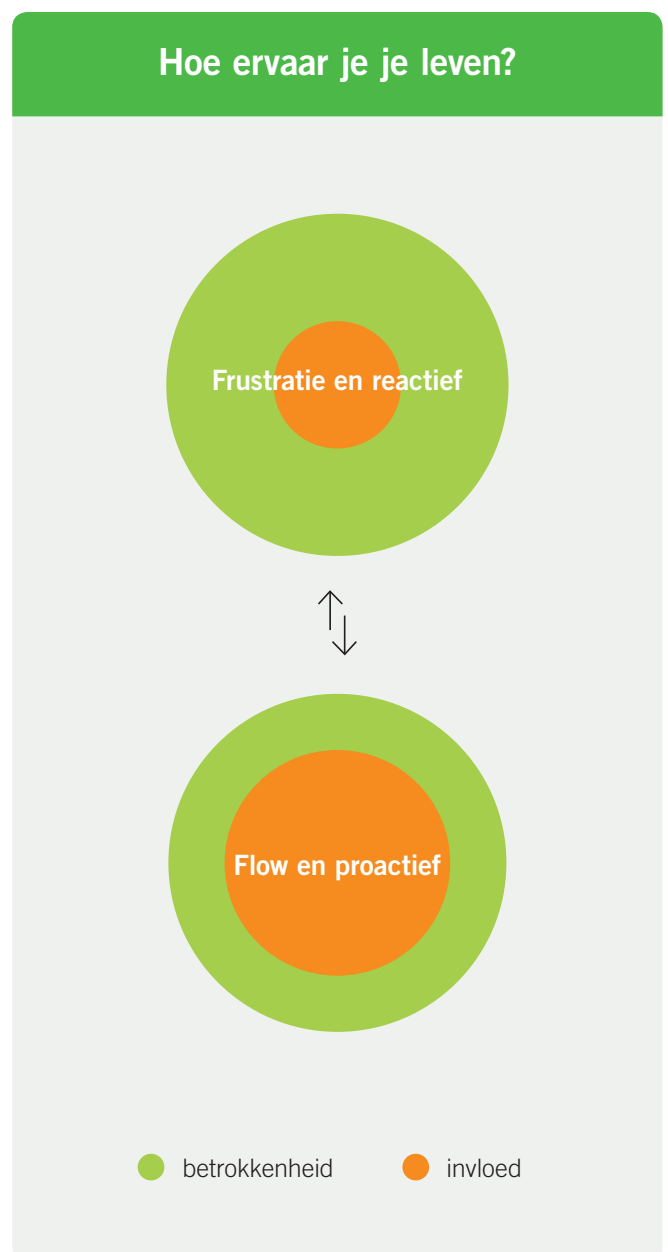 Hoe ervaar je je leven?
Frustratie en reactief
Flow en proactief
betrokkenheid
invloed